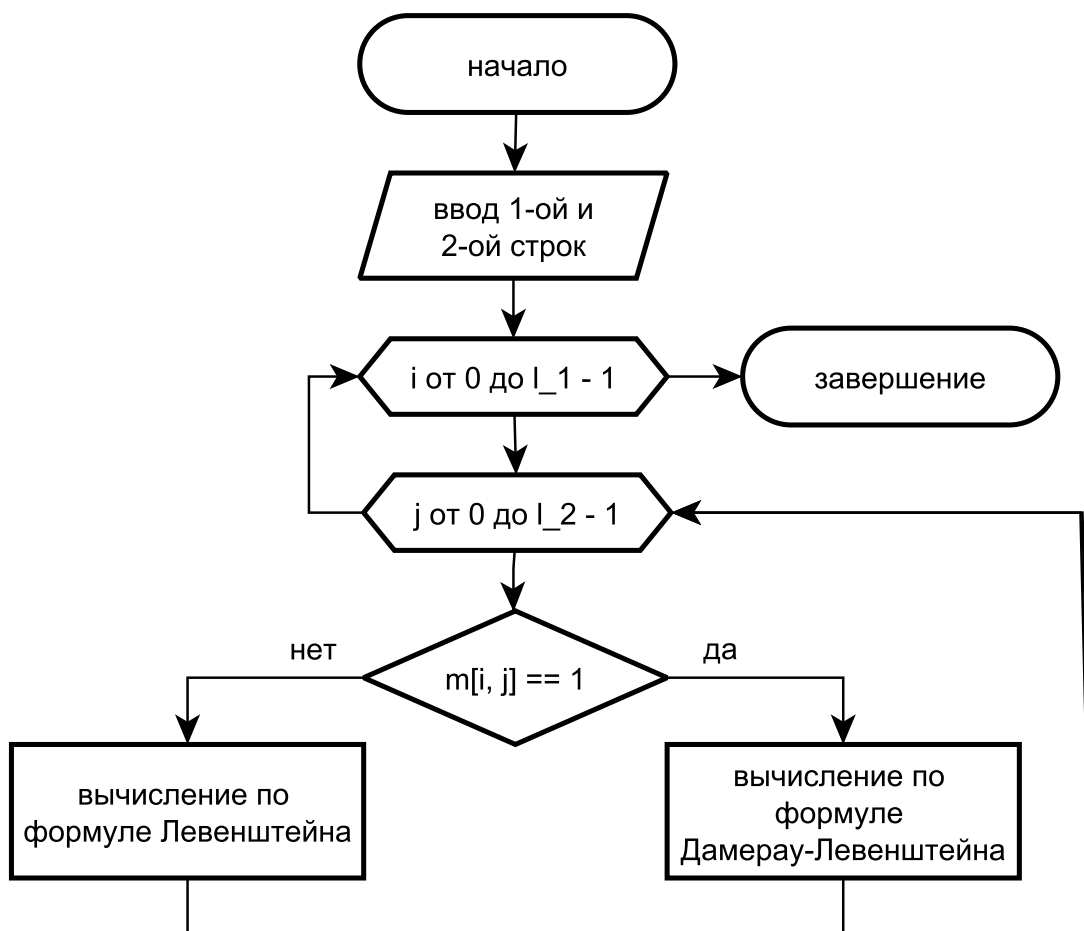 начало
ввод 1-ой и
2-ой строк
i от 0 до l_1 - 1
завершение
j от 0 до l_2 - 1
нет
да
m[i, j] == 1
вычисление по
формуле Левенштейна
вычисление по
формуле
Дамерау-Левенштейна